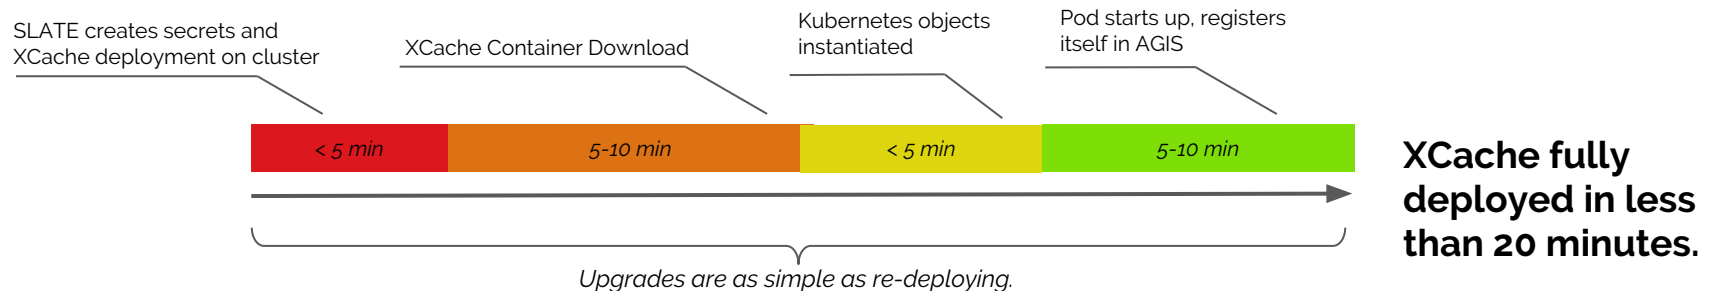 SLATE creates secrets and
XCache deployment on cluster
XCache Container Download
Kubernetes objects
instantiated
Pod starts up, registers
itself in AGIS
< 5 min
5-10 min
< 5 min
5-10 min
XCache fully
deployed in less
than 20 minutes.
Upgrades are as simple as re-deploying.